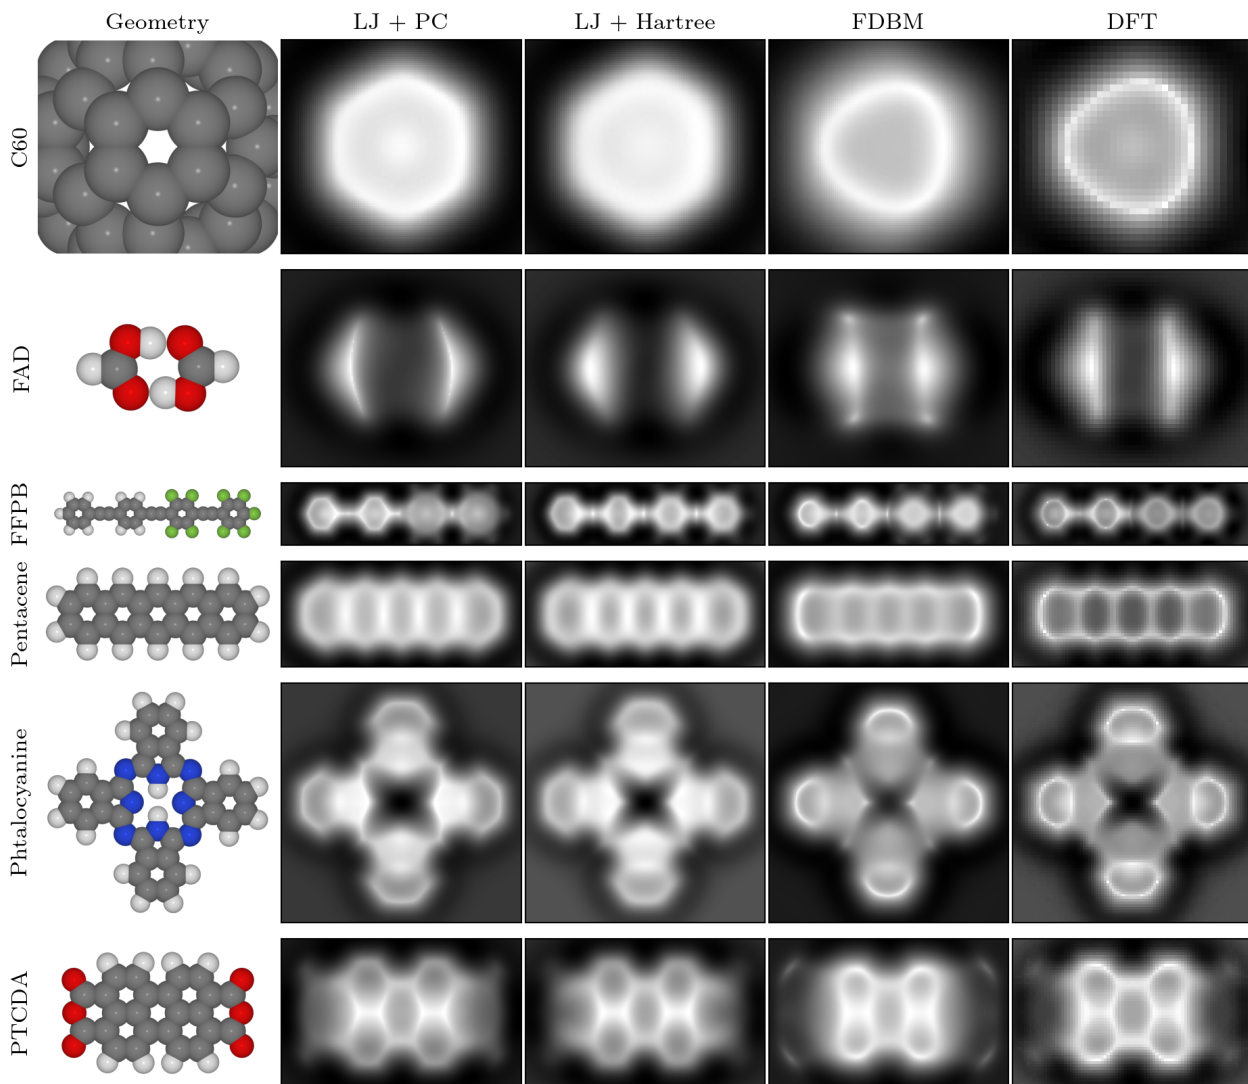 Geometry
LJ + PC
LJ + Hartree
FDBM
DFT
C60
FAD
FFPB
Pentacene
Phtalocyanine
PTCDA